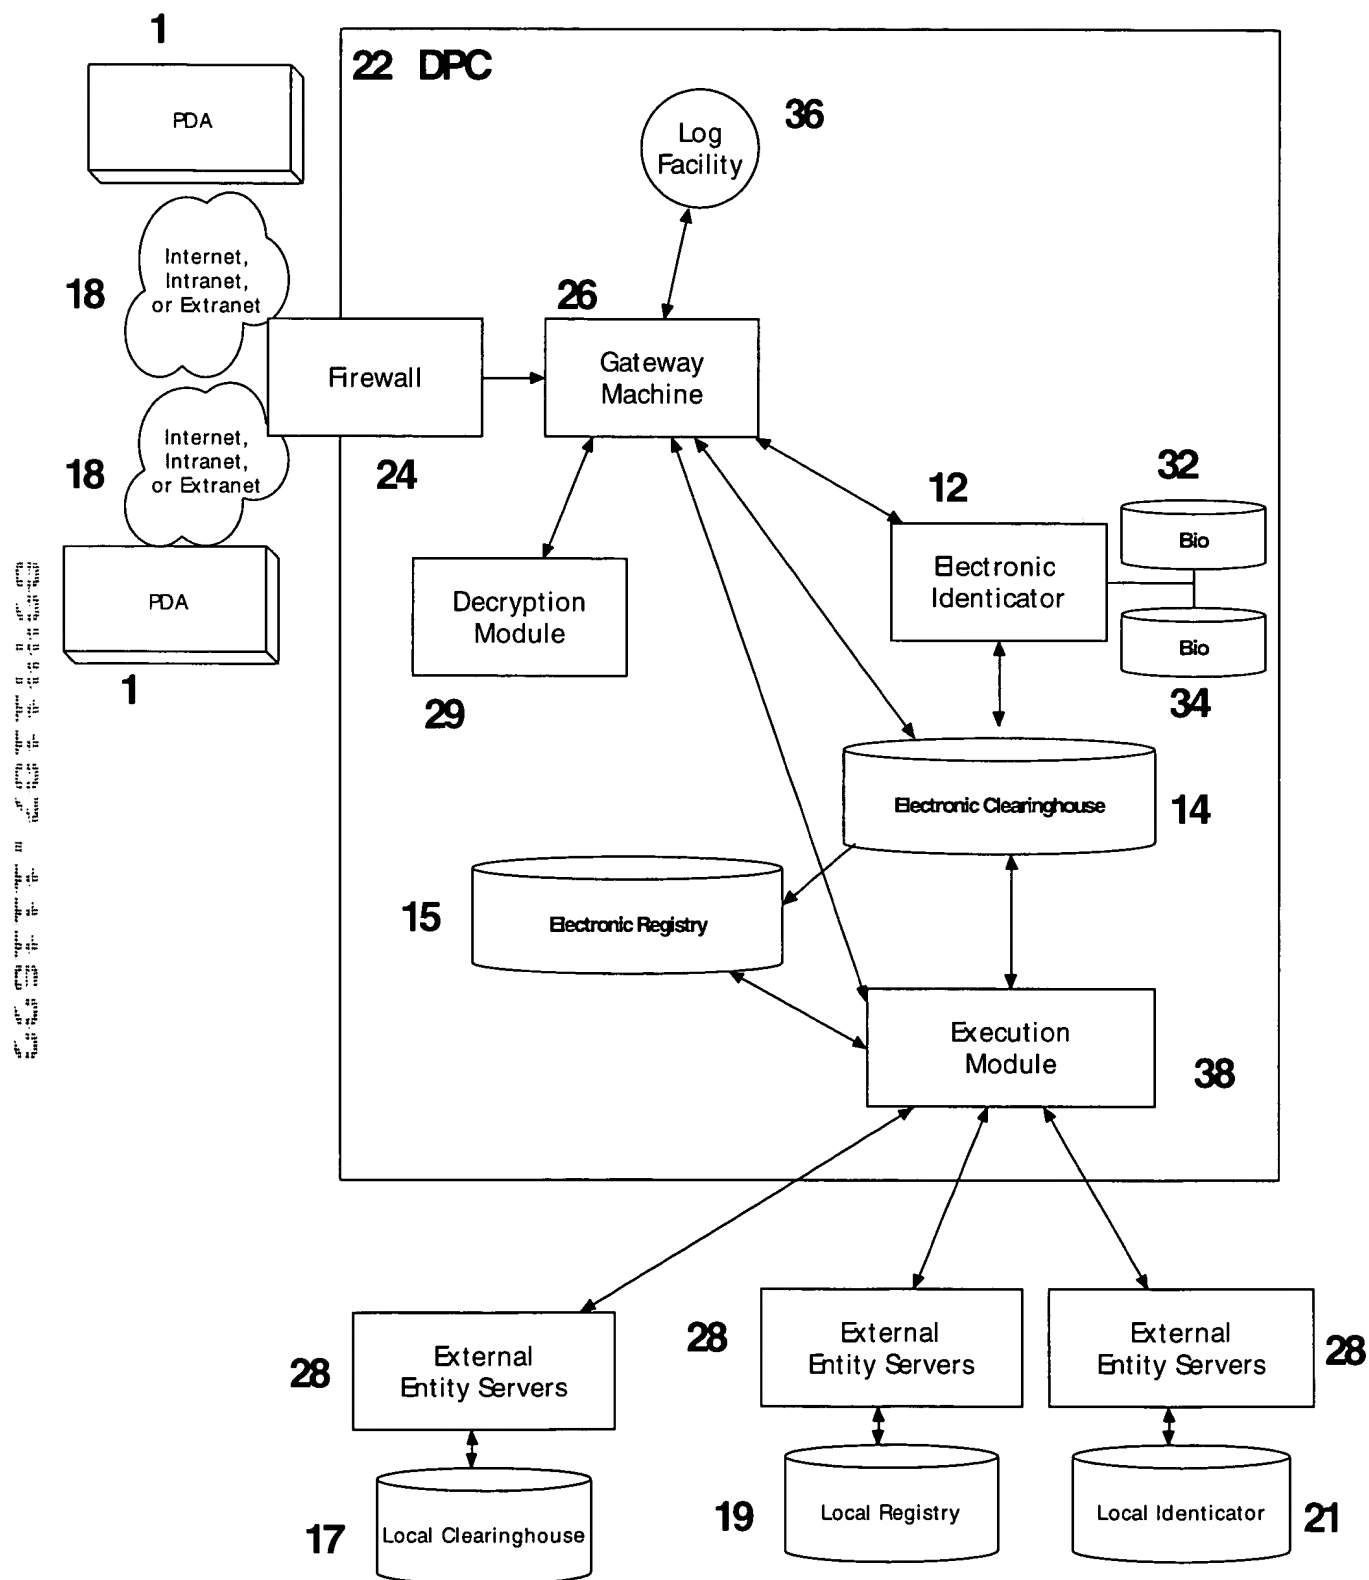 1
PDA
22 DPC
36
Log
Facility
Internet,
Intranet,
or Extranet
18
26
Firewall
Gateway
Machine
Internet,
Intranet,
or Extranet
18
24
12
32
Bio
PDA
1
Decryption
Module
29
Electronic
Identicator
Bio
34
Electronic Clearinghouse
14
15
Electronic Registry
Execution
Module
38
28
External
Entity Servers
28
External
Entity Servers
External
Entity Servers
28
17
Local Clearinghouse
19
Local Registry
Local Identicator
21